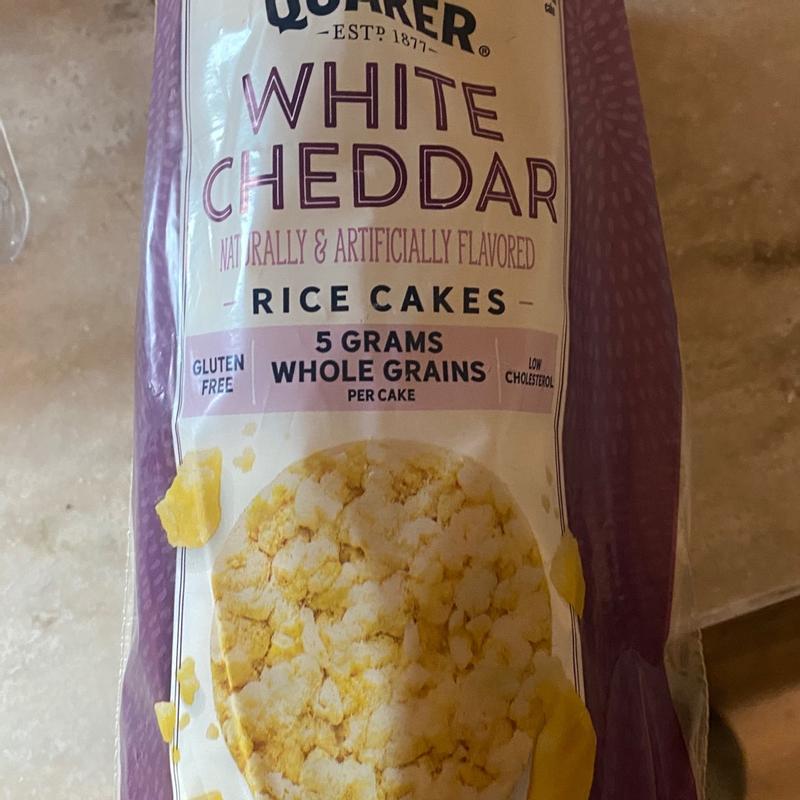 QUAKER®
ESTD 1877
WHITE
CHEDDAR
NATURALLY & ARTIFICIALLY FLAVORED
RICE CAKES
GLUTEN
FREE
5 GRAMS
WHOLE GRAINS
PER CAKE
LOW
CHOLESTEROL